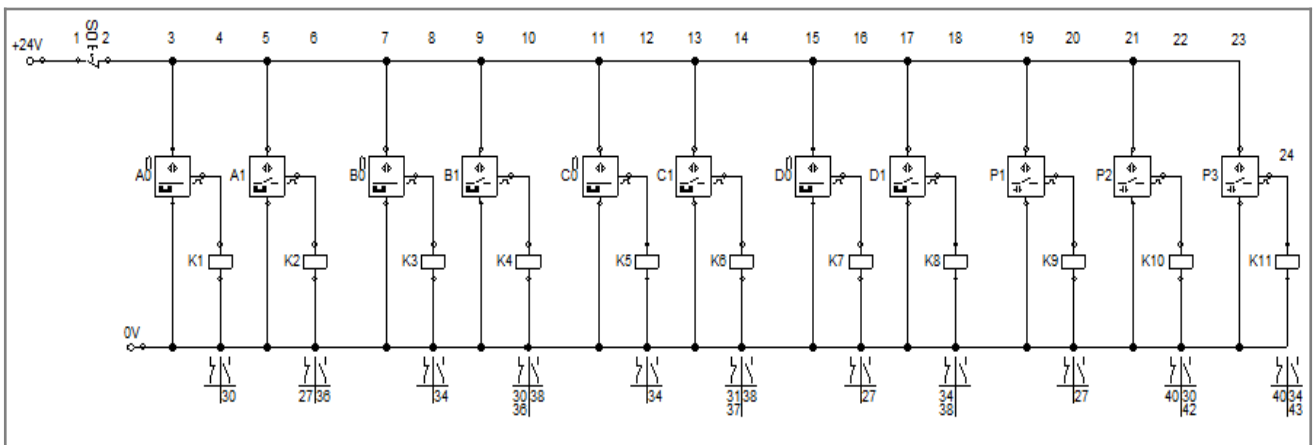 S0
+24V 1 2 3 4 5 6 7 8 9 10 11 12 13 14 15 16 17 18 19 20 21 22 23
24
A0 A1 B0 B1 C0 C1 D0 D1 P1 P2 P3
K1 K2 K3 K4 K5 K6 K7 K8 K9 K10 K11
0V
30 27 36 34 30 38 34 31 38 27 34 27 40 30 40 34
36 37 38 42 43